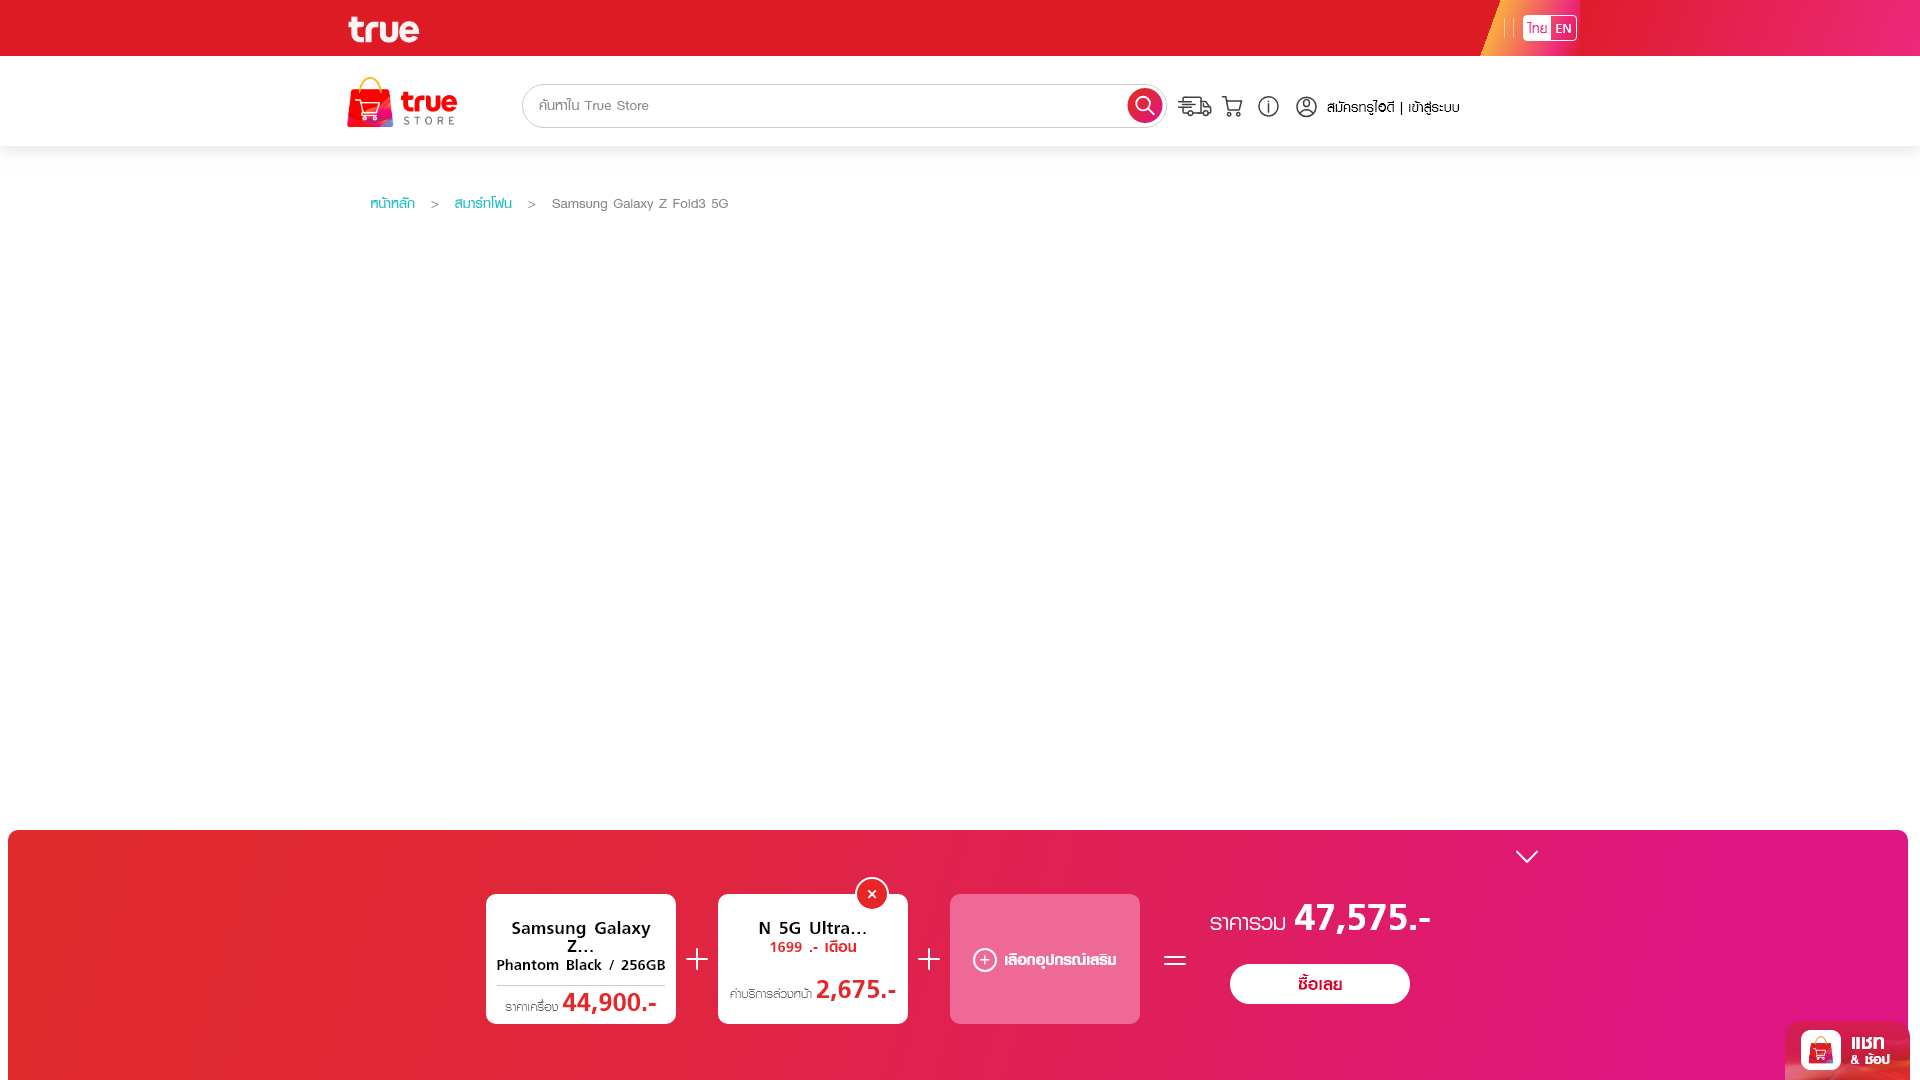 true
ไทย EN
true
STORE
ค้นหาใน True Store
สมัครทรูไอดี | เข้าสู่ระบบ
หน้าหลัก > สมาร์ทโฟน > Samsung Galaxy Z Fold3 5G
Samsung Galaxy
Z...
Phantom Black / 256GB
ราคาเครื่อง 44,900.-
N 5G Ultra...
1699 .- เดือน
ค่าบริการล่วงหน้า 2,675.-
เลือกอุปกรณ์เสริม
ราคารวม 47,575.-
ซื้อเลย
แชท
& ช้อป